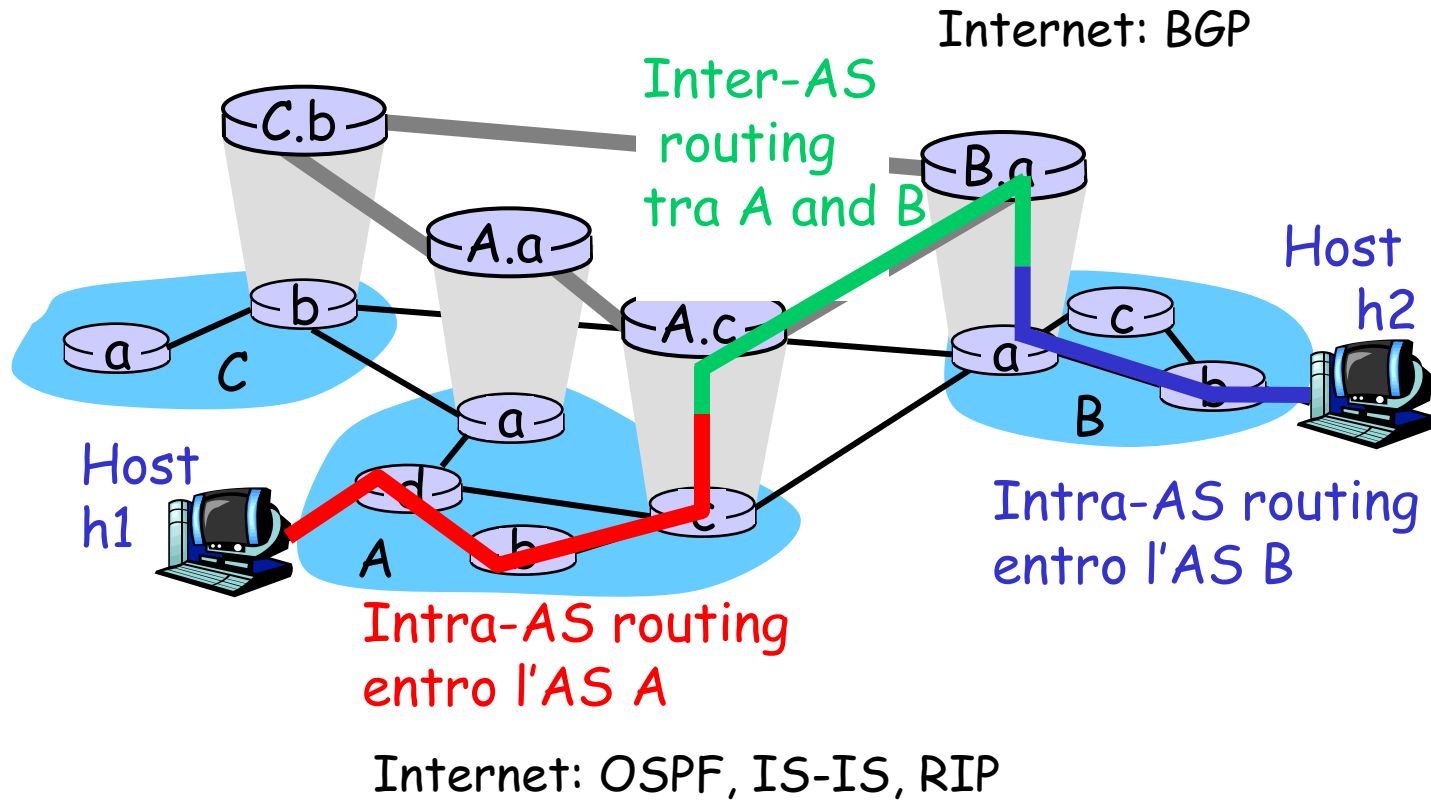 Internet: BGP
Inter-AS
routing
tra A and B
C.b
B.a
A.a
A.c
Host
h2
b
a
C
a
c
a
b
B
Host
h1
a
d
c
b
A
Intra-AS routing
entro l'AS B
Intra-AS routing
entro l'AS A
Internet: OSPF, IS-IS, RIP